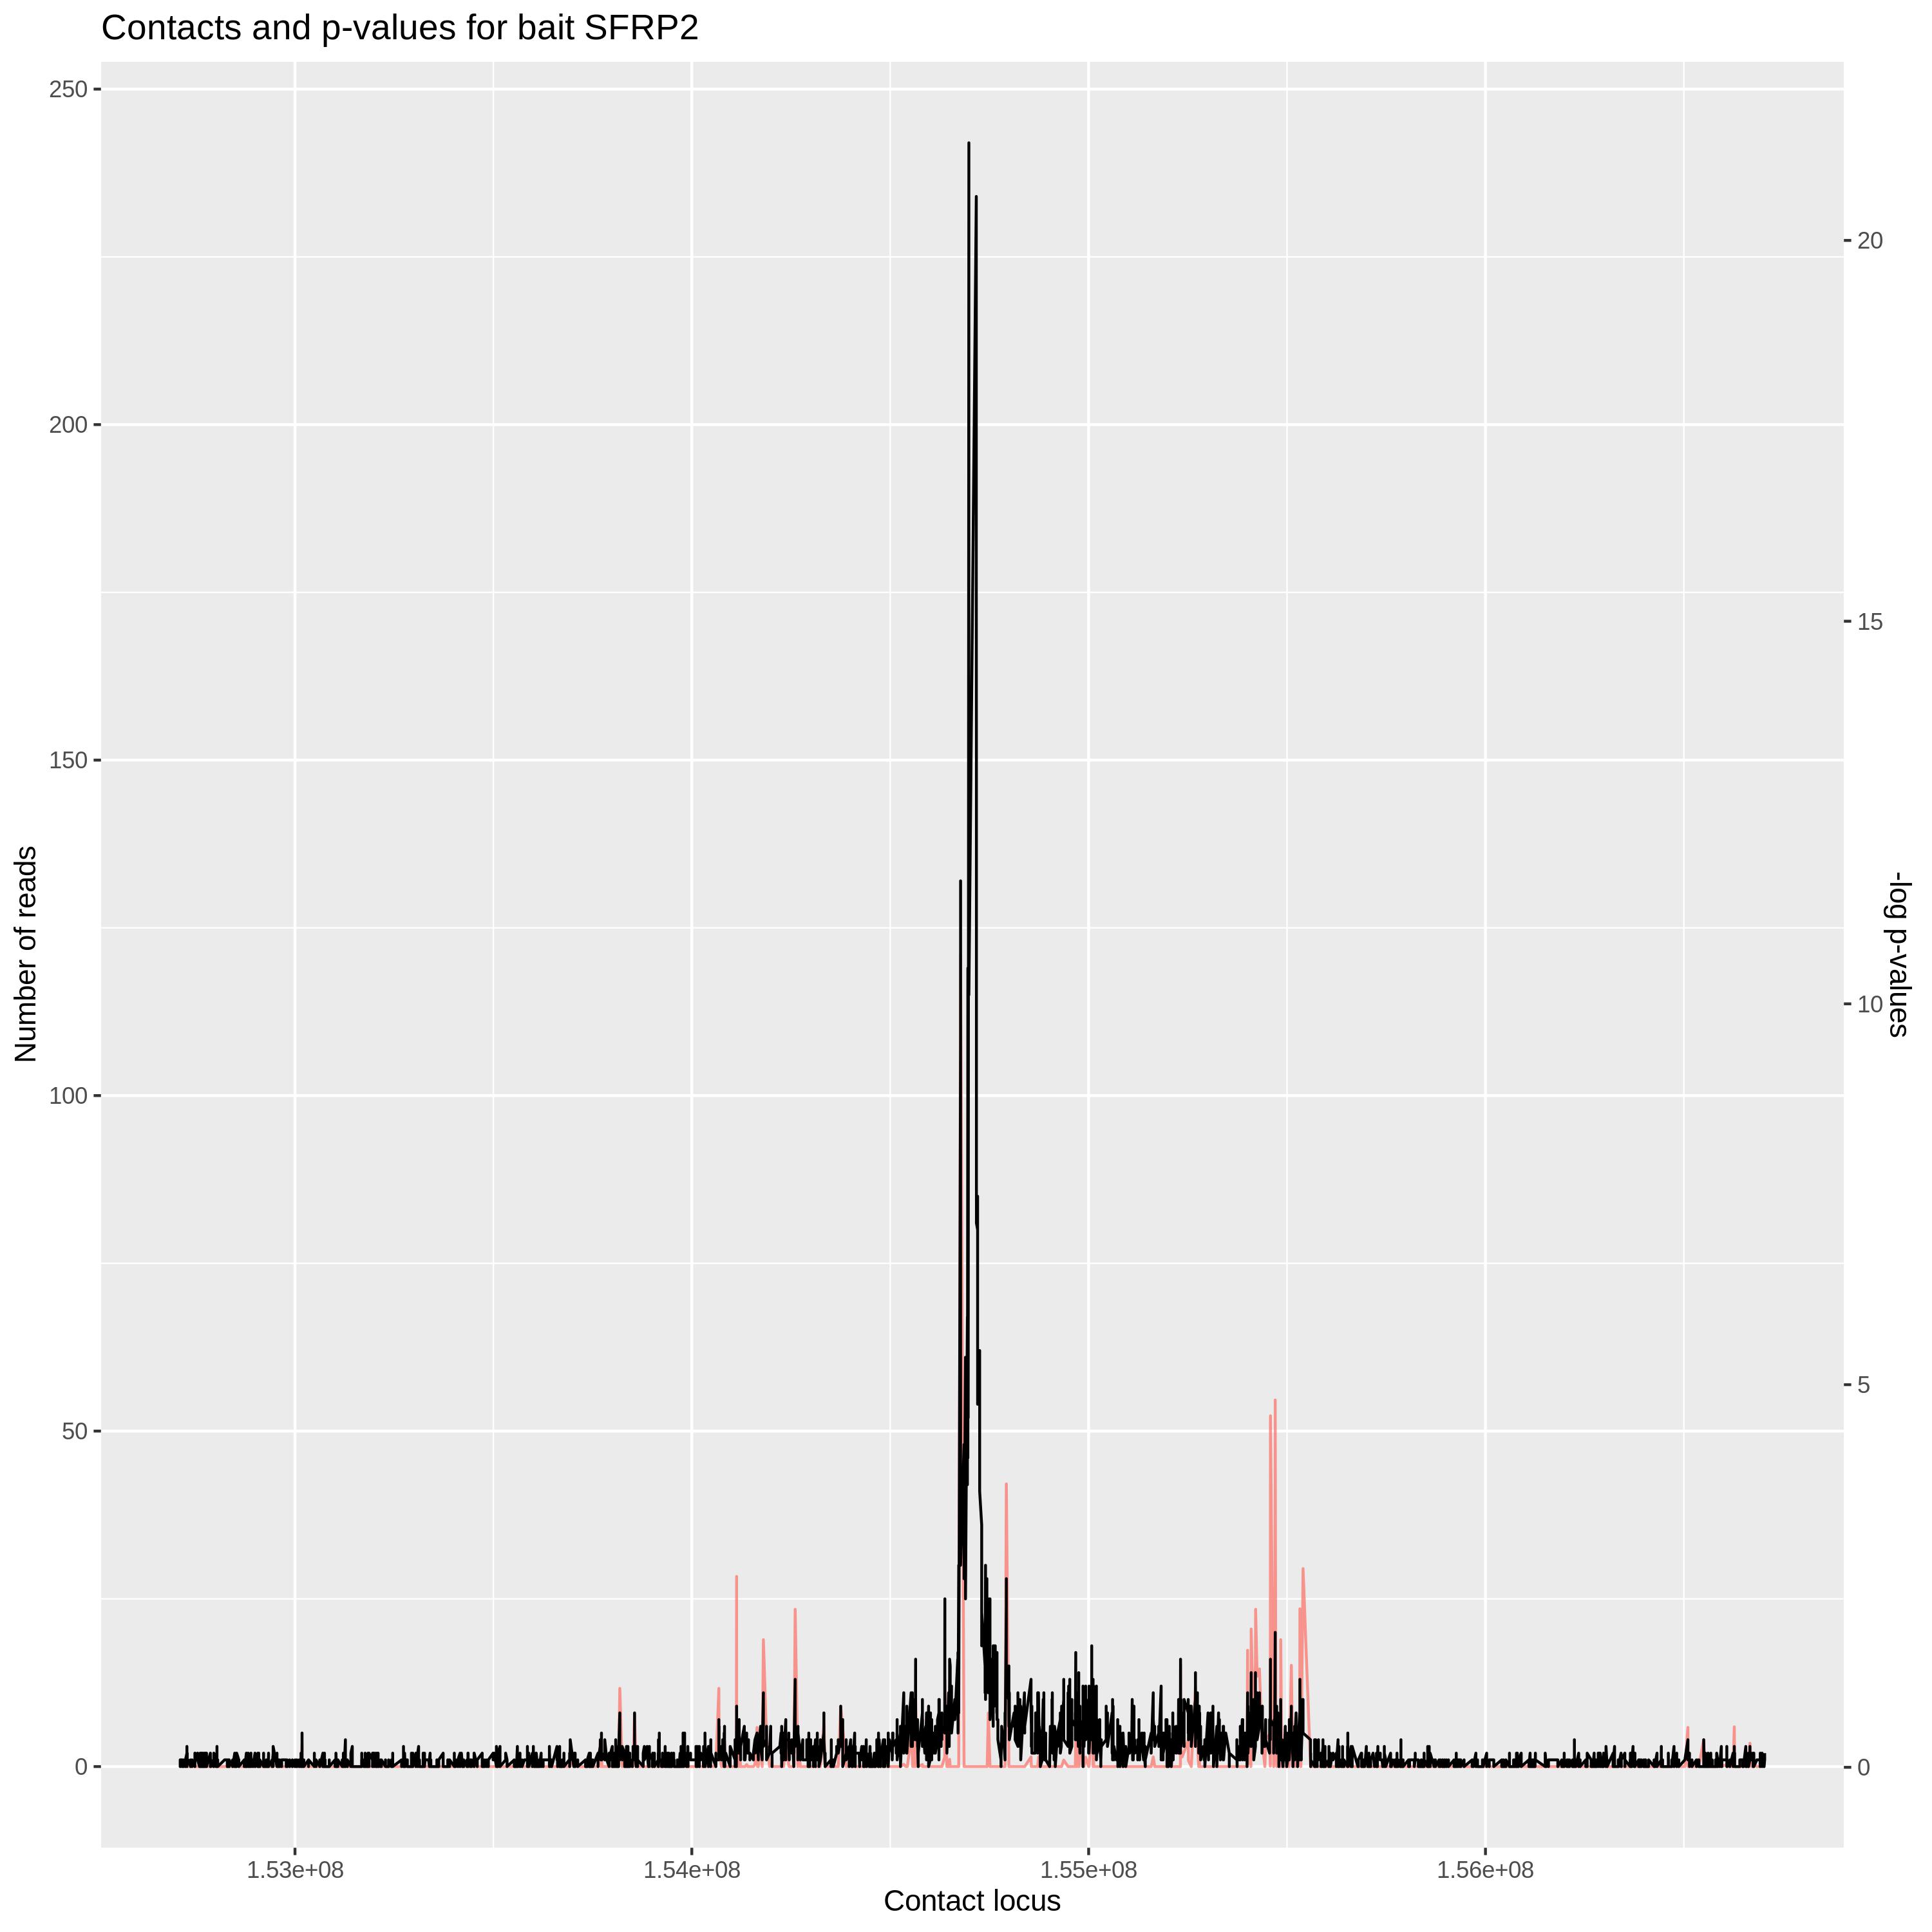 Contacts and p-values for bait SFRP2
250
200
150
100
50
0
Number of reads
20
15
10
5
0
-log p-values
1.53e+08
1.54e+08
1.55e+08
1.56e+08
Contact locus